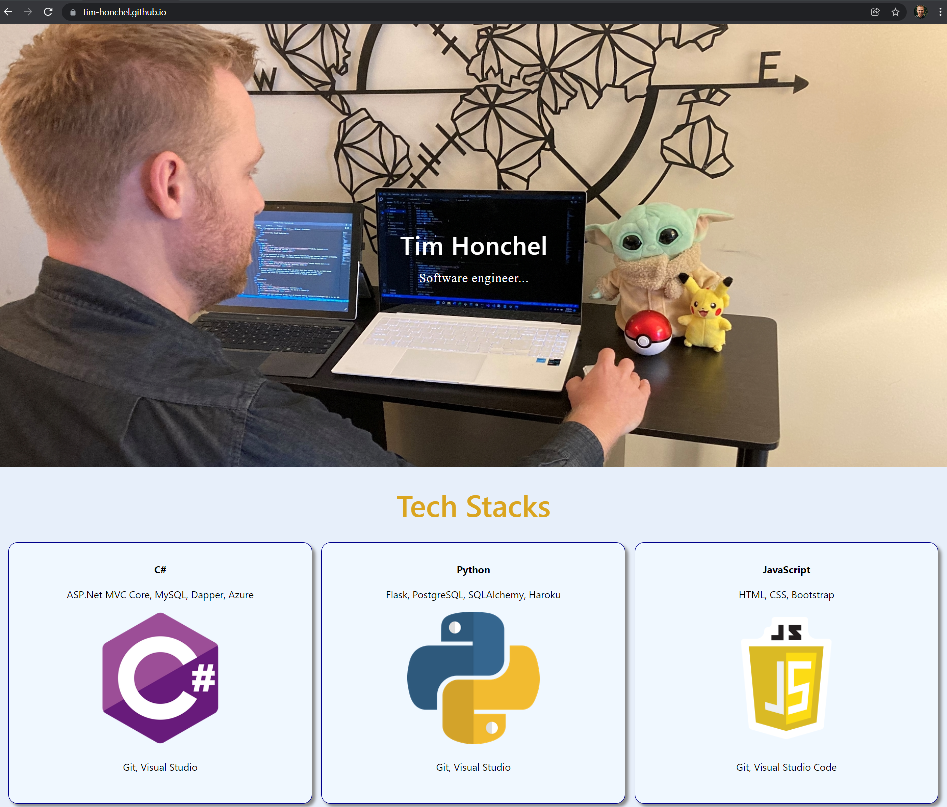 tim-honchel.github.io
W
E
Tim Honchel
Software engineer...
Tech Stacks
C#
ASP.Net MVC Core, MySQL, Dapper, Azure
C#
Git, Visual Studio
Python
Flask, PostgreSQL, SQLAlchemy, Haroku
Git, Visual Studio
JavaScript
HTML, CSS, Bootstrap
JS
JS
Git, Visual Studio Code